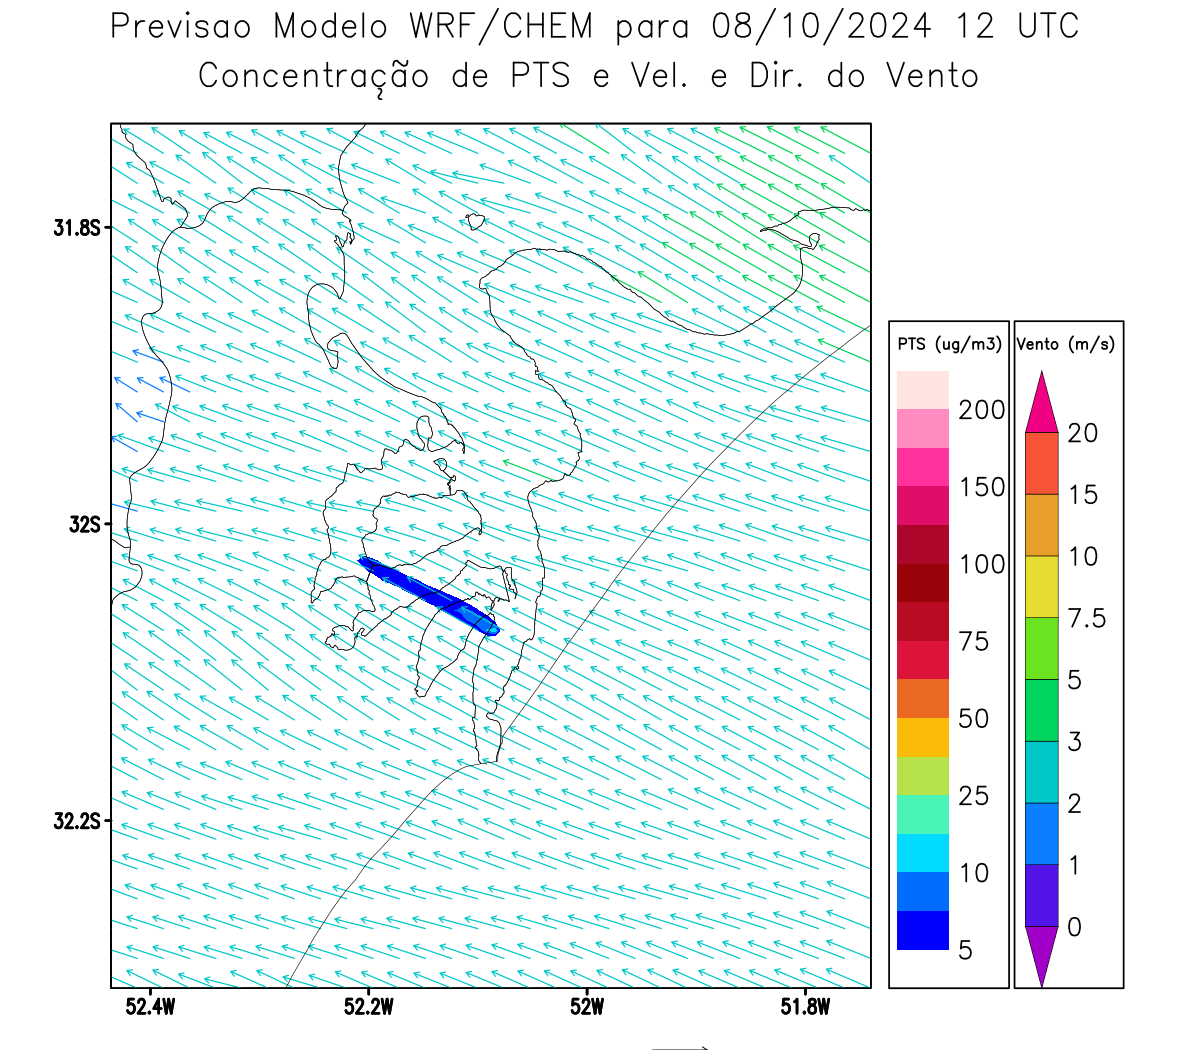 Previsao Modelo WRF/CHEM para 08/10/2024 12 UTC
Concentração de PTS e Vel. e Dir. do Vento
31.8S
32S
32.2S
52.4W
52.2W
52W
51.8W
PTS (ug/m3)
200
150
100
75
50
25
10
5
Vento (m/s)
20
15
10
7.5
5
3
2
1
0